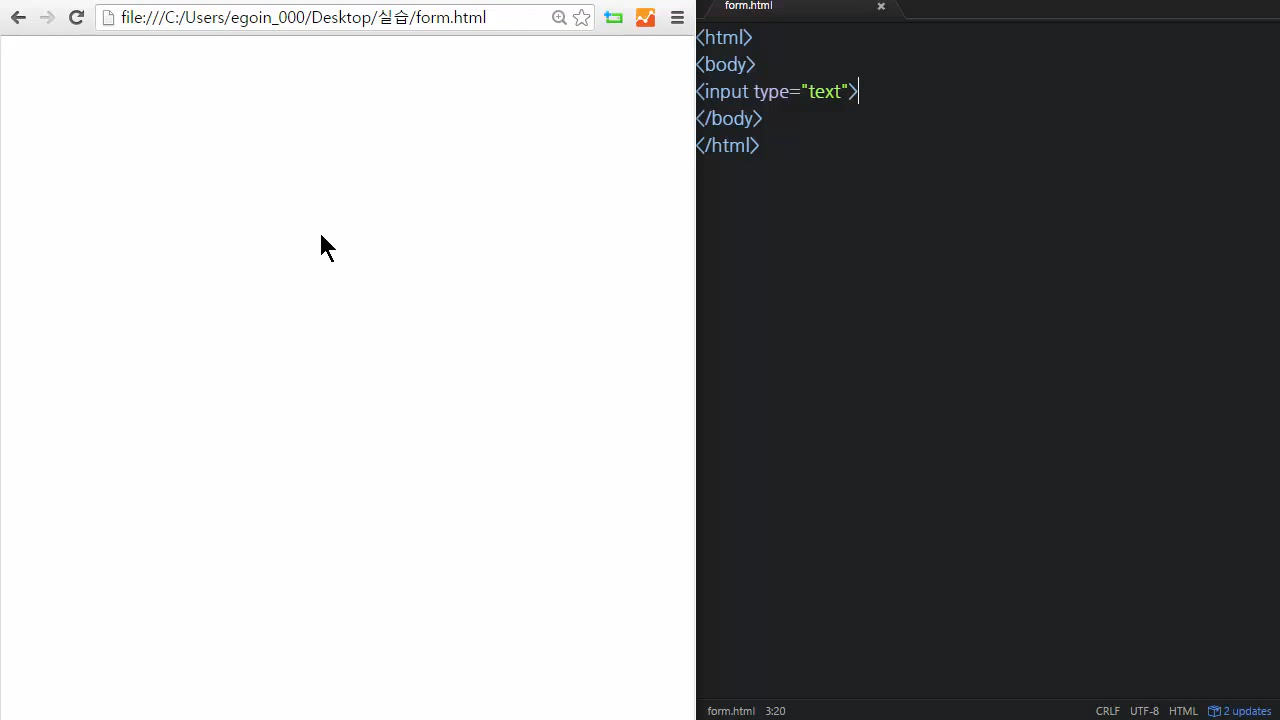 file:///C:/Users/egoin_000/Desktop/실습/form.html
form.html
<html>
<body>
<input type="text">
</body>
</html>
form.html 3:20
CRLF UTF-8 HTML 2 updates